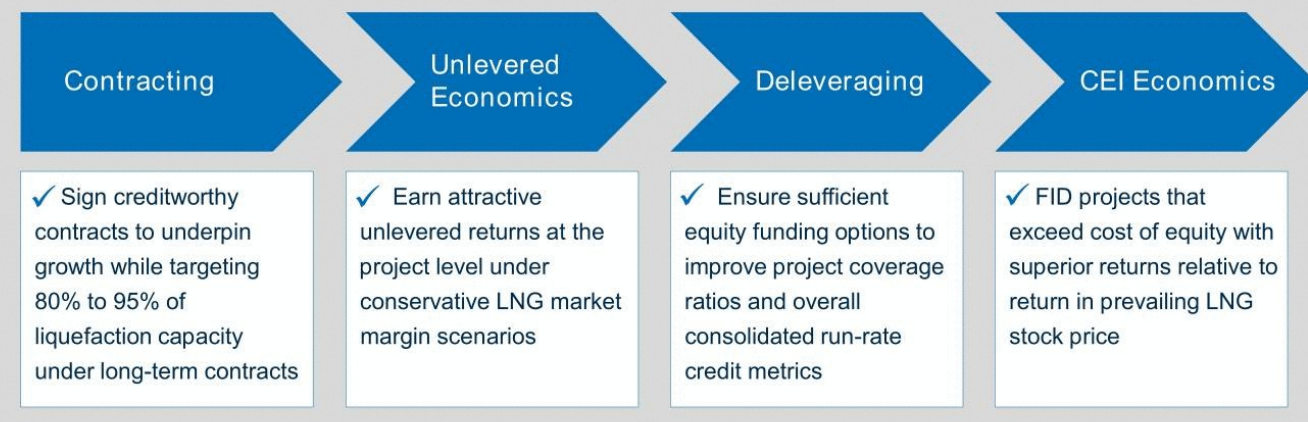 Contracting
Unlevered
Economics
Deleveraging
CEI Economics
✓ Sign creditworthy
contracts to underpin
growth while targeting
80% to 95% of
liquefaction capacity
under long-term contracts
✓ Earn attractive
unlevered returns at the
project level under
conservative LNG market
margin scenarios
✓ Ensure sufficient
equity funding options to
improve project coverage
ratios and overall
consolidated run-rate
credit metrics
✓ FID projects that
exceed cost of equity with
superior returns relative to
return in prevailing LNG
stock price